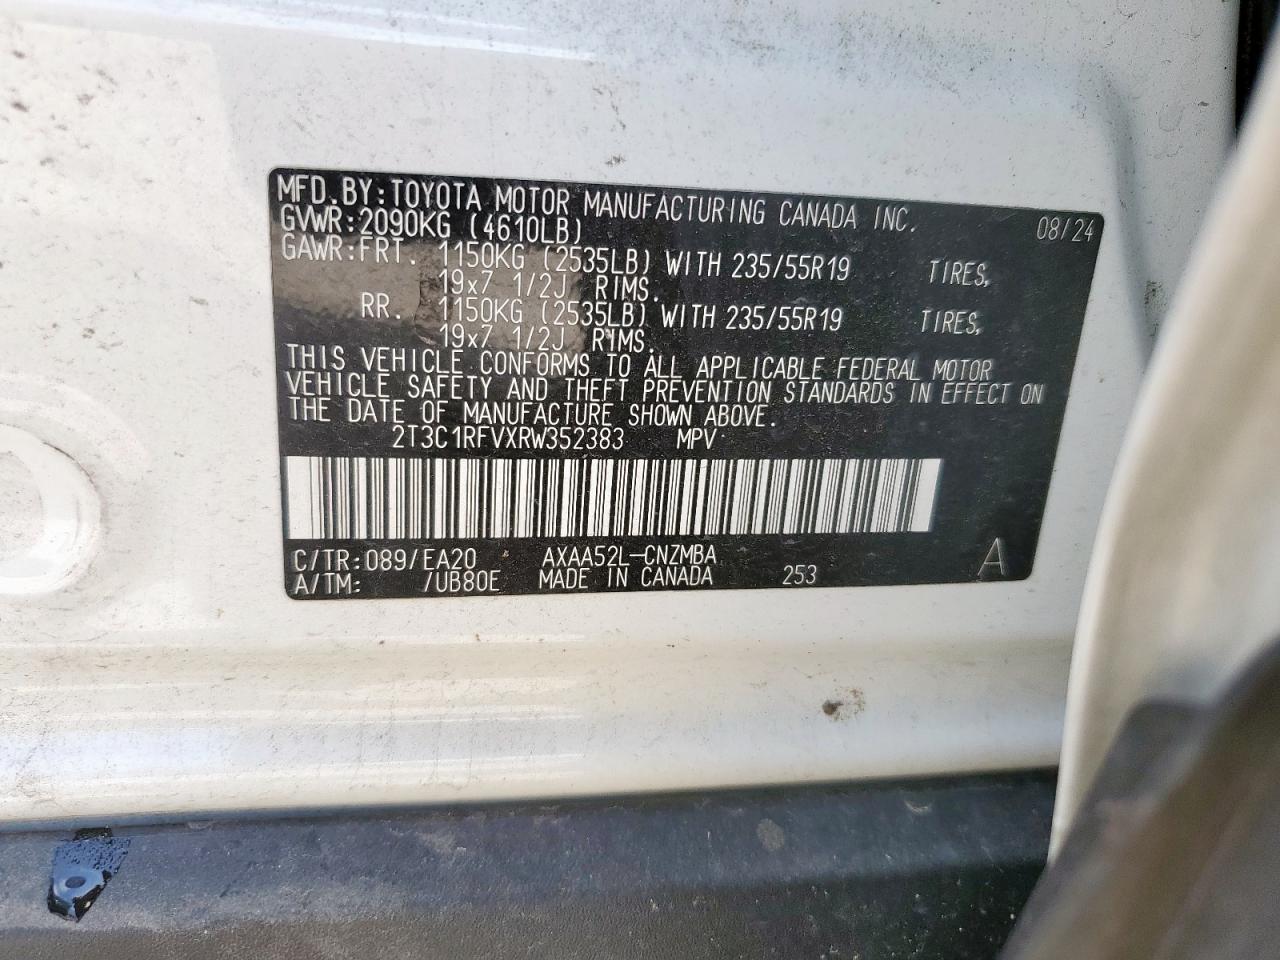 MFD.BY:TOYOTA MOTOR MANUFACTURING CANADA INC. 08/24
GVWR:2090KG (4610LB)
GAWR:FRT. 1150KG (2535LB) WITH 235/55R19 TIRES,
19x7 1/2J RIMS.
RR. 1150KG (2535LB) WITH 235/55R19 TIRES,
19x7 1/2J RIMS.
THIS VEHICLE CONFORMS TO ALL APPLICABLE FEDERAL MOTOR
VEHICLE SAFETY AND THEFT PREVENTION STANDARDS IN EFFECT ON
THE DATE OF MANUFACTURE SHOWN ABOVE.
2T3C1RFVXRW352383 MPV
C/TR:089/EA20 AXAA52L-CNZMBA
A/TM: /UB80E MADE IN CANADA 253 A